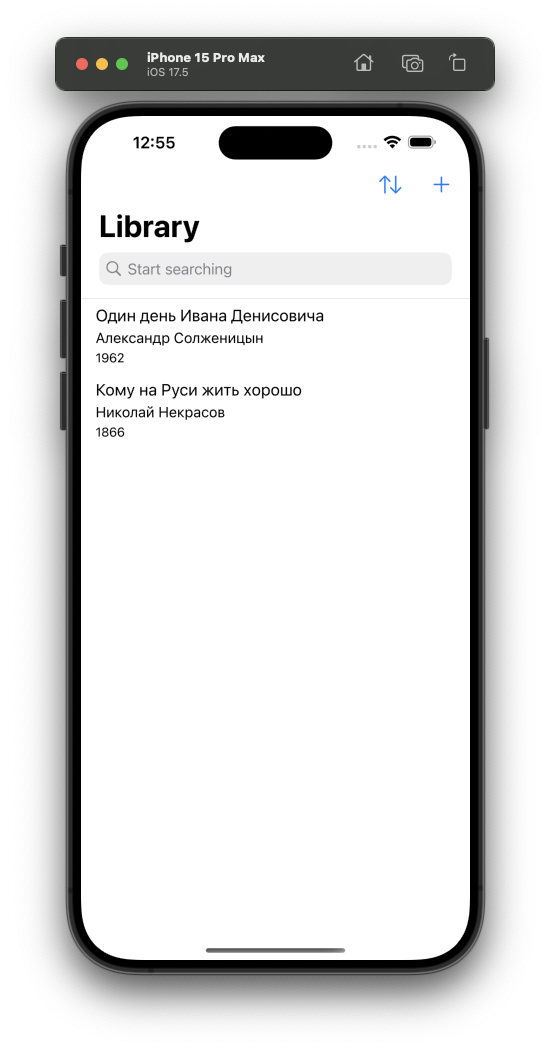 iPhone 15 Pro Max
iOS 17.5
12:55
Library
Start searching
Один день Ивана Денисовича
Александр Солженицын
1962
Кому на Руси жить хорошо
Николай Некрасов
1866